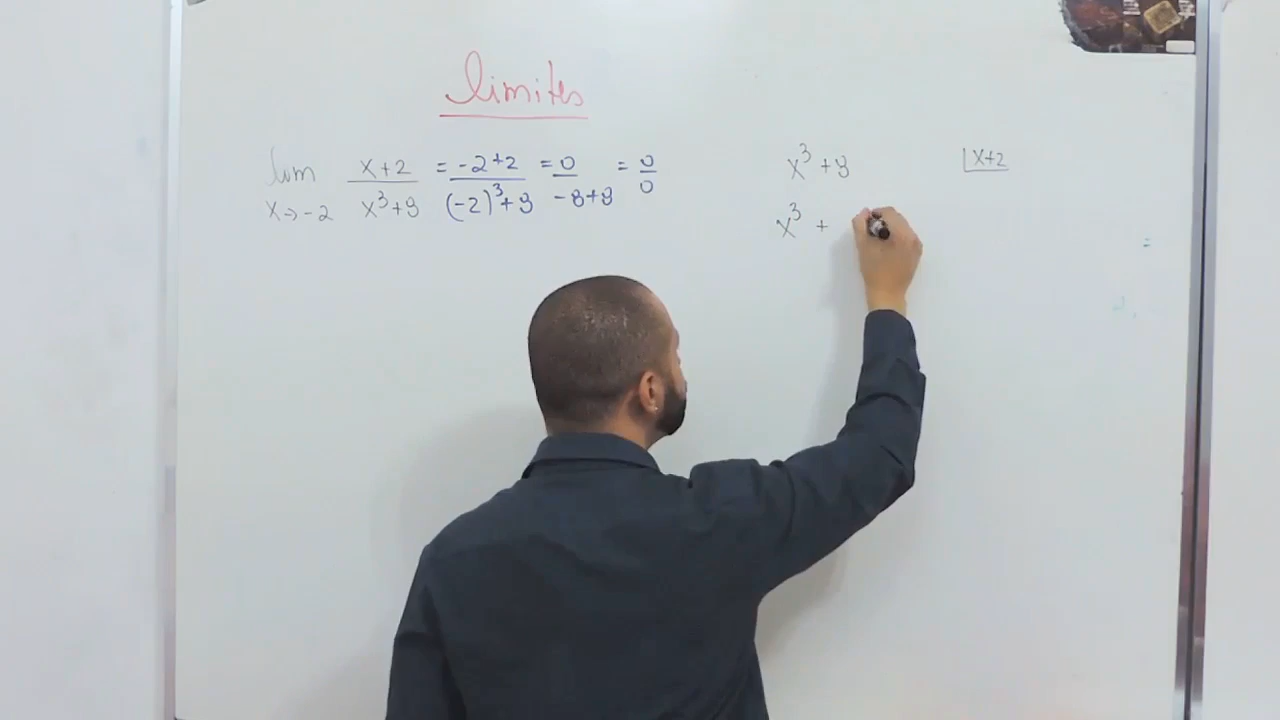 limites
lim x→-2 x+2/x³+8 = -2+2/(-2)³+8 = 0/-8+8 = 0/0
x³+8 |x+2
x³ +